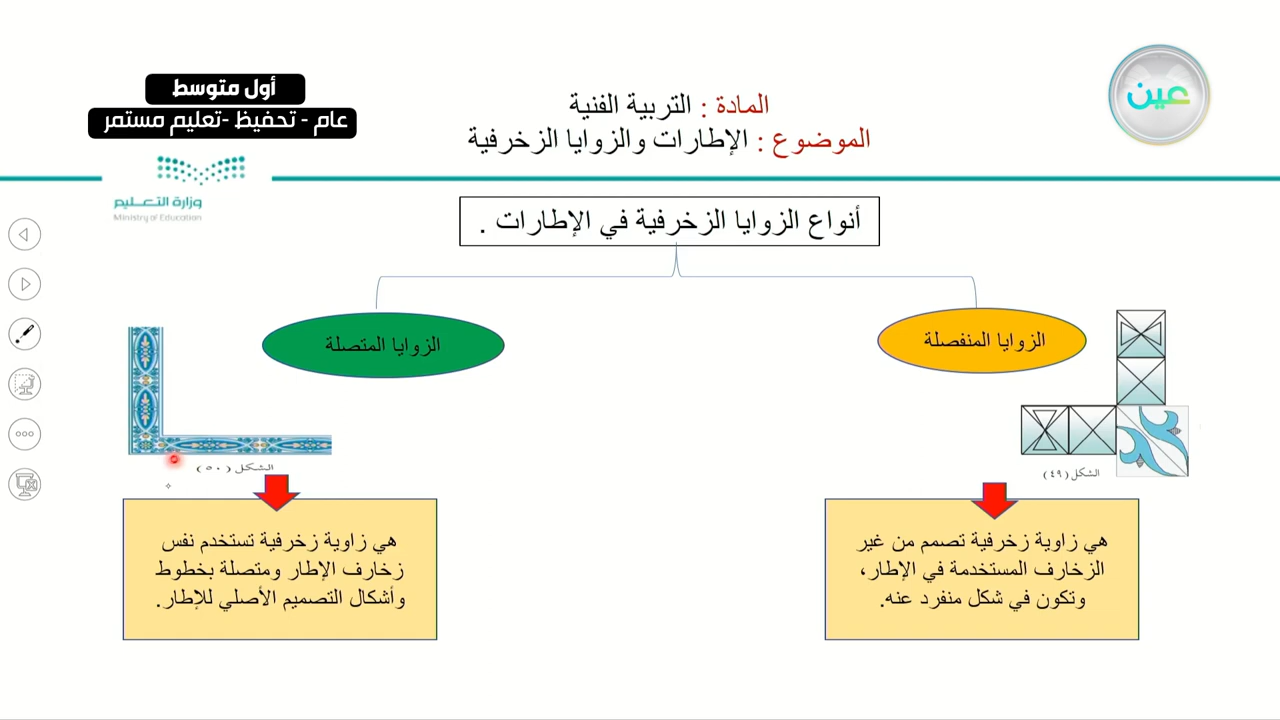 أول متوسط
عام - تحفيظ -تعليم مستمر
المادة : التربية الفنية
الموضوع : الإطارات والزوايا الزخرفية
عين
وزارة التعـــليم
Ministry of Education
أنواع الزوايا الزخرفية في الإطارات .
الزوايا المنفصلة
الزوايا المتصلة
الشكل (٤٩)
الشكل (٥٠)
هي زاوية زخرفية تصمم من غير
الزخارف المستخدمة في الإطار،
وتكون في شكل منفرد عنه.
هي زاوية زخرفية تستخدم نفس
زخارف الإطار ومتصلة بخطوط
وأشكال التصميم الأصلي للإطار.